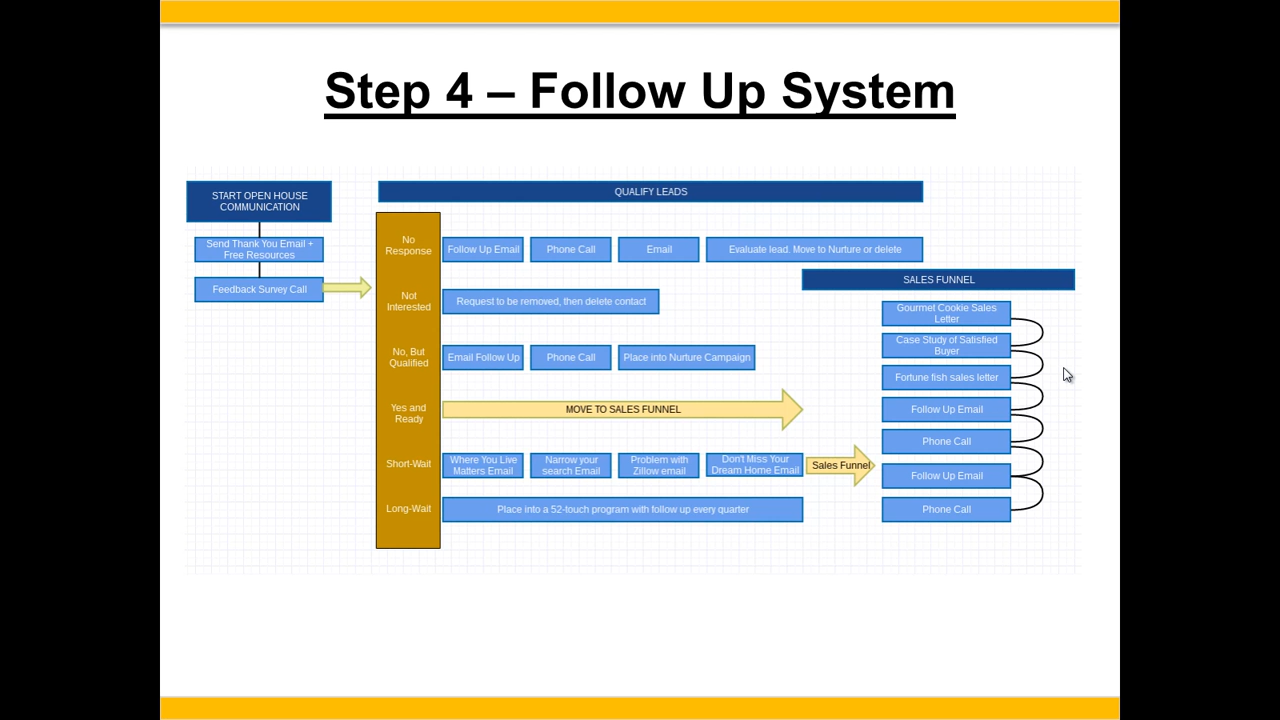 Step 4 – Follow Up System
START OPEN HOUSE
COMMUNICATION
Send Thank You Email +
Free Resources
Feedback Survey Call
QUALIFY LEADS
No
Response
Follow Up Email
Phone Call
Email
Evaluate lead. Move to Nurture or delete
Not
Interested
Request to be removed, then delete contact
No, But
Qualified
Email Follow Up
Phone Call
Place into Nurture Campaign
Yes and
Ready
MOVE TO SALES FUNNEL
Short-Wait
Where You Live
Matters Email
Narrow your
search Email
Problem with
Zillow email
Don't Miss Your
Dream Home Email
Sales Funnel
Long-Wait
Place into a 52-touch program with follow up every quarter
SALES FUNNEL
Gourmet Cookie Sales
Letter
Case Study of Satisfied
Buyer
Fortune fish sales letter
Follow Up Email
Phone Call
Follow Up Email
Phone Call